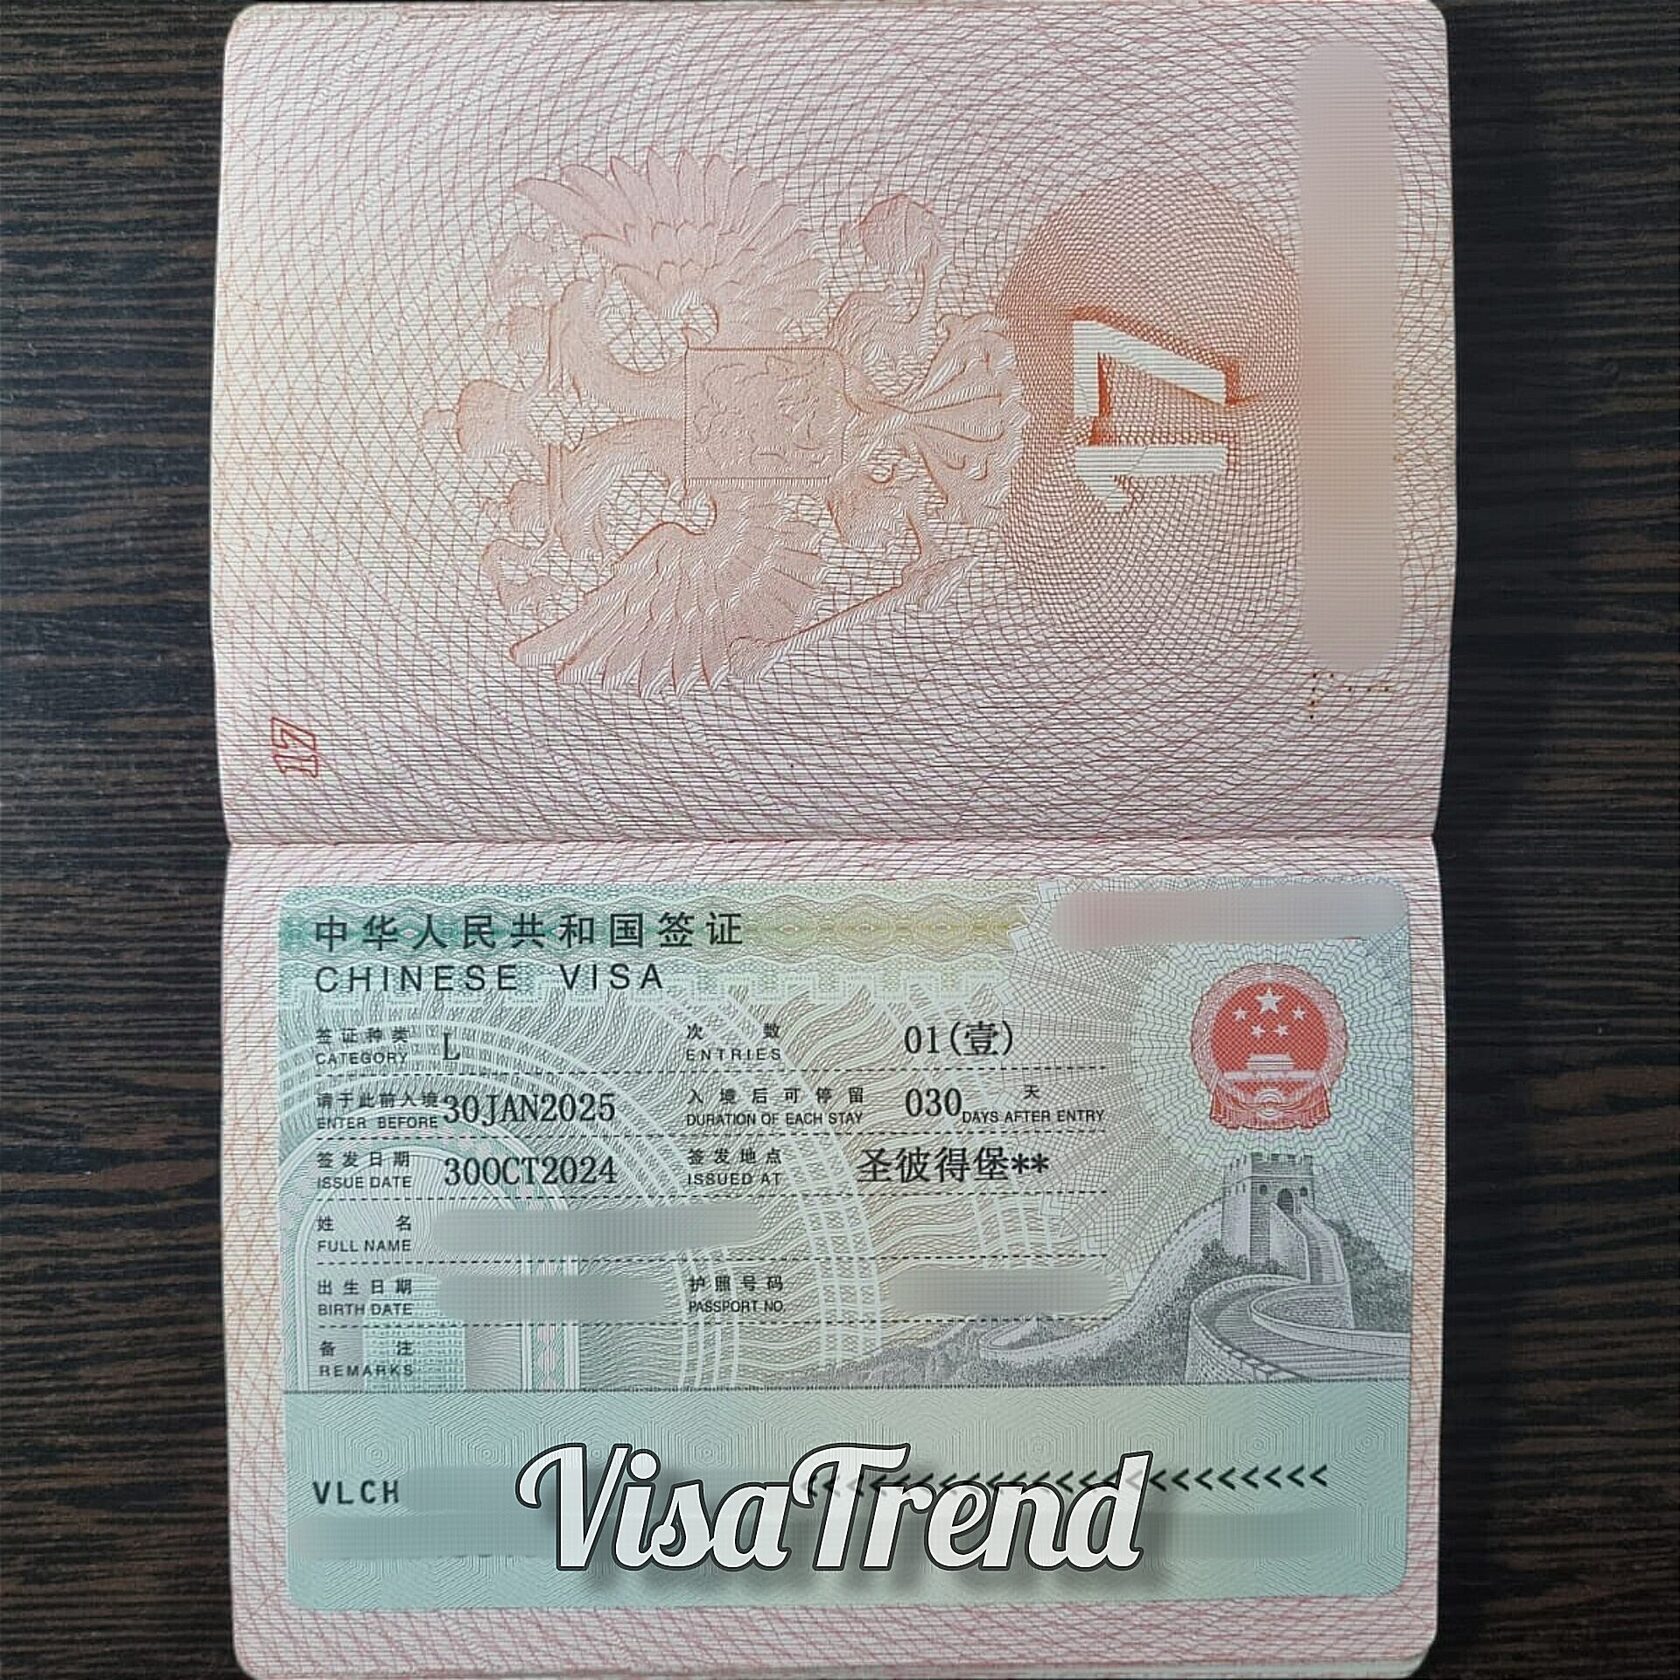 17
17
中华人民共和国签证
CHINESE VISA
签证种类 L 次数 01(壹)
CATEGORY ENTRIES
请于此前入境 30JAN2025 入境后可停留 030 天
ENTER BEFORE DURATION OF EACH STAY DAYS AFTER ENTRY
签发日期 30OCT2024 签发地点 圣彼得堡**
ISSUE DATE ISSUED AT
姓名
FULL NAME
出生日期 护照号码
BIRTH DATE PASSPORT NO.
备注
REMARKS
VLCH <<<<<<<<<<<<<<<<<<<<<<
VisaTrend